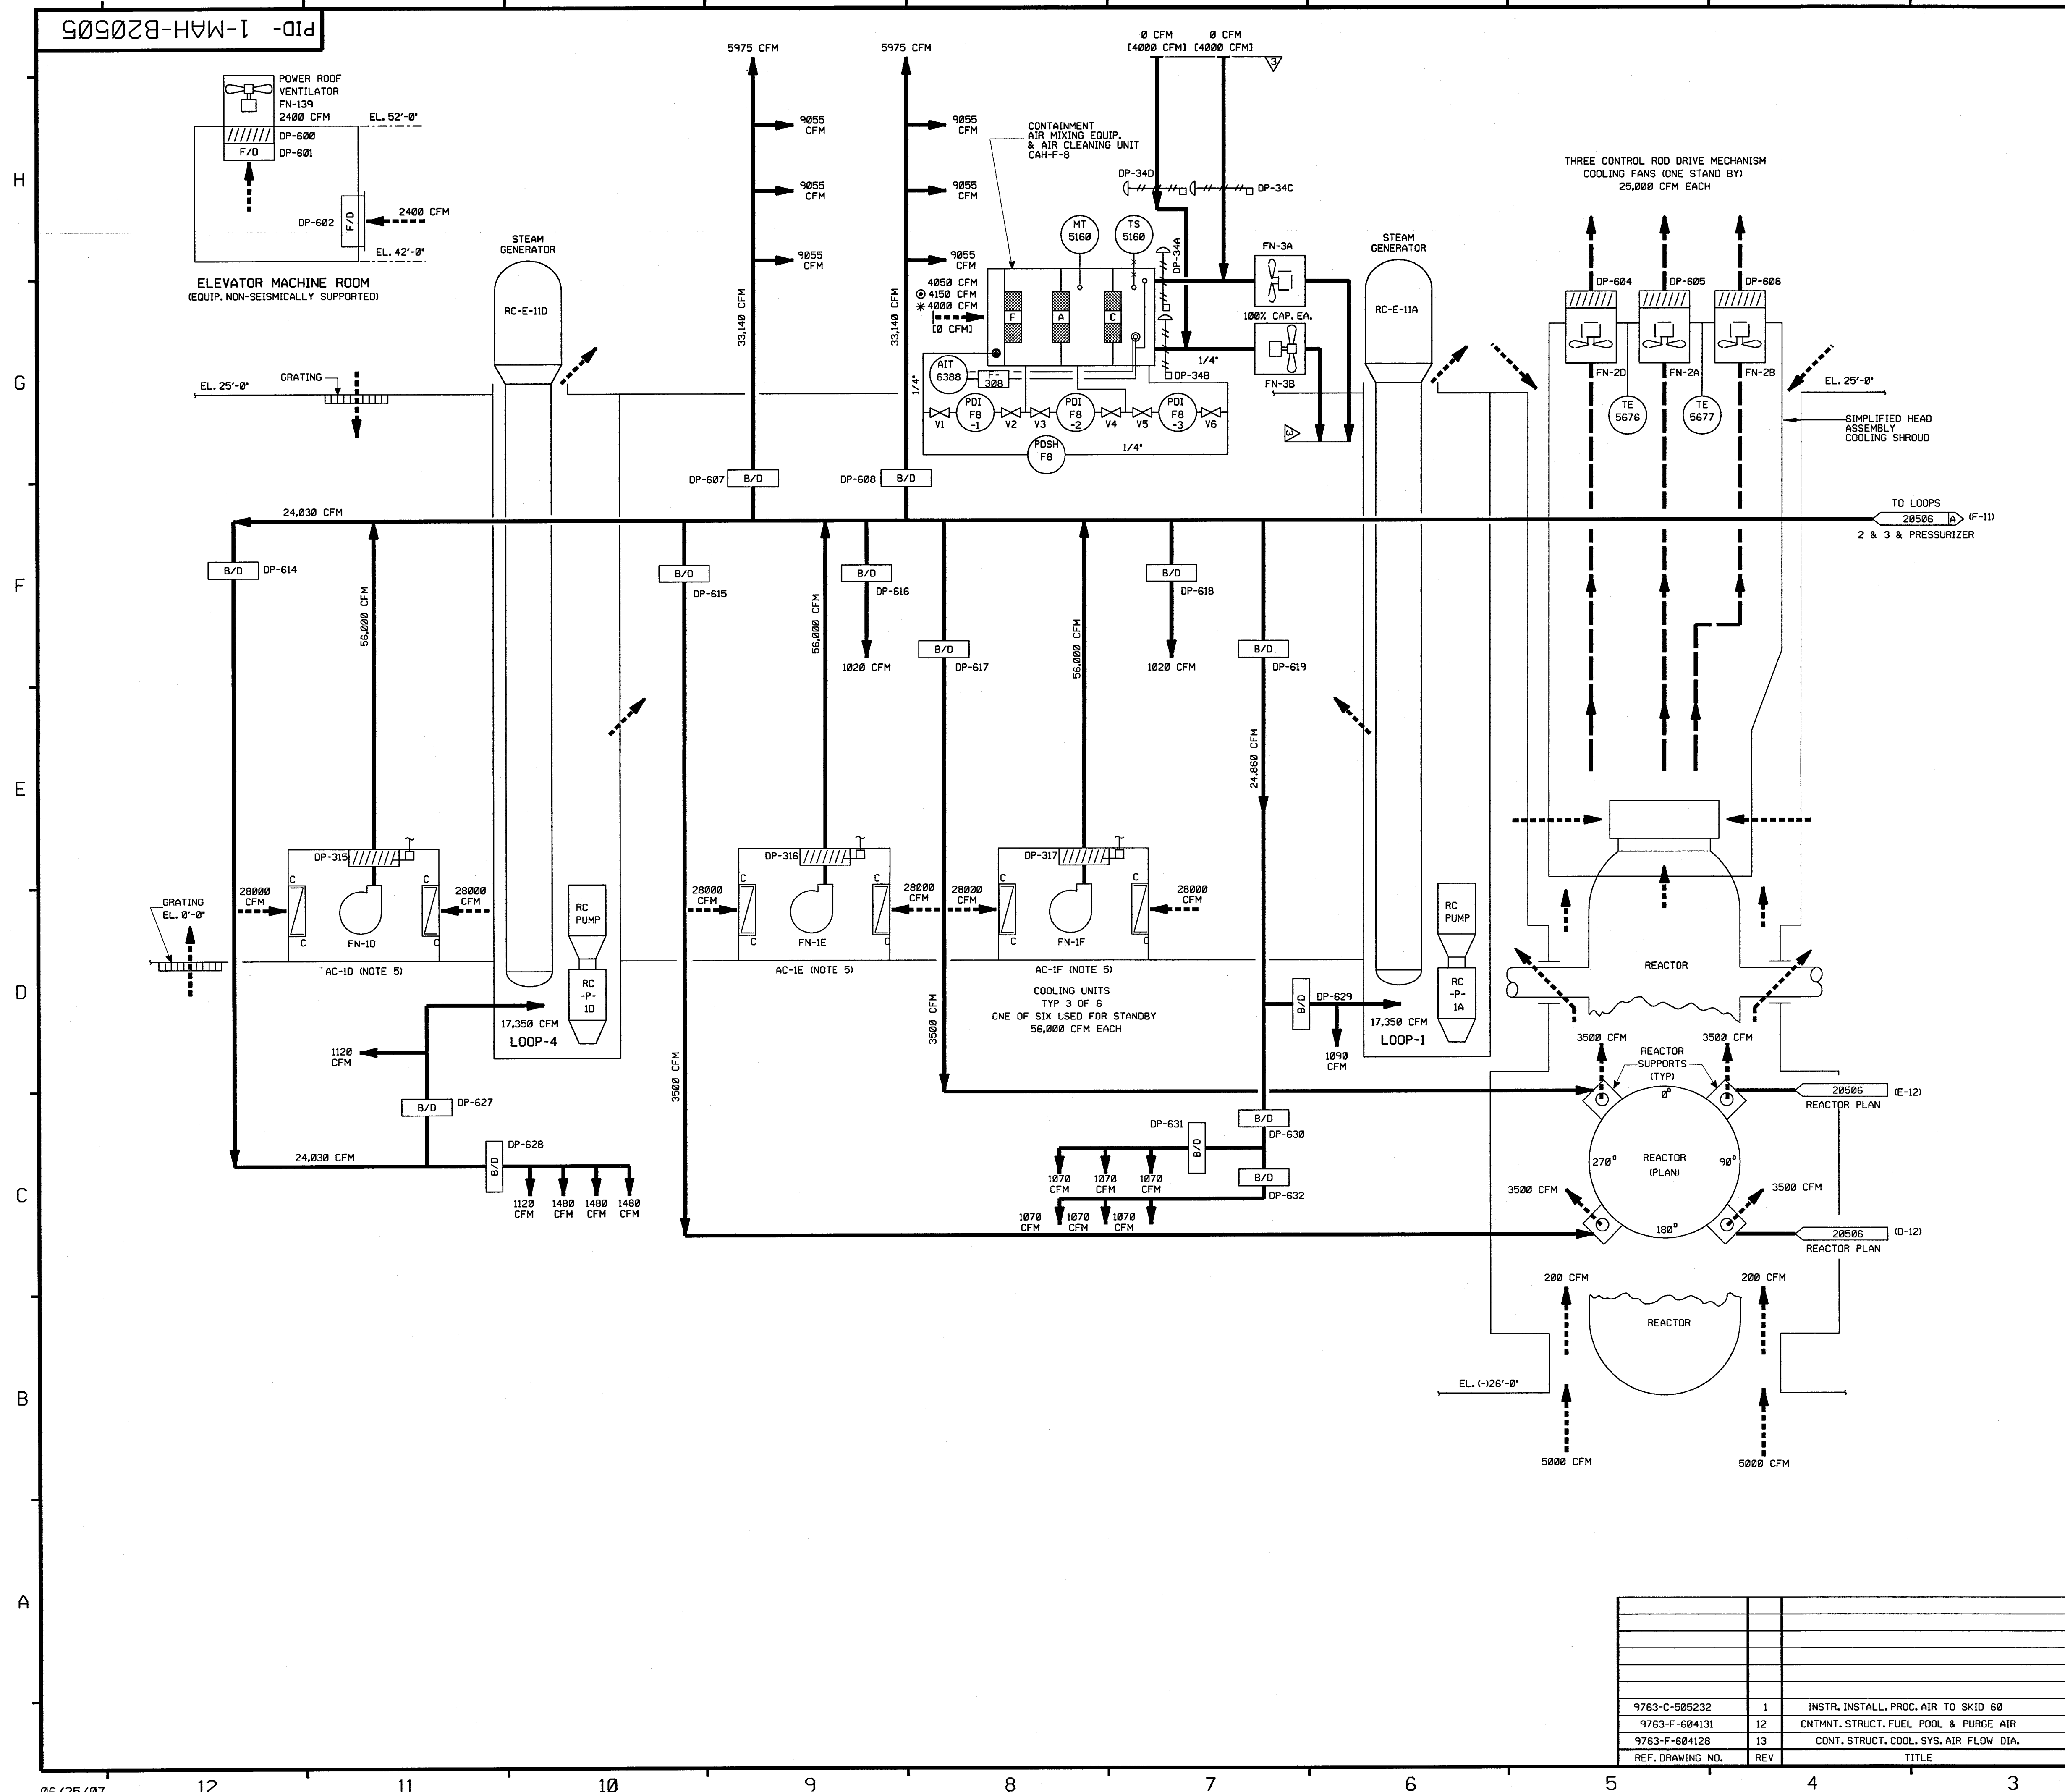 PID- 1-MAH-B20505
POWER ROOF
VENTILATOR
FN-139
2400 CFM
EL. 52'-0"
DP-600
F/D
DP-601
DP-602
F/D
2400 CFM
EL. 42'-0"
ELEVATOR MACHINE ROOM
(EQUIP. NON-SEISMICALLY SUPPORTED)
5975 CFM
5975 CFM
0 CFM
[4000 CFM]
0 CFM
[4000 CFM]
3
9055
CFM
9055
CFM
9055
CFM
9055
CFM
9055
CFM
9055
CFM
33,140 CFM
33,140 CFM
CONTAINMENT
AIR MIXING EQUIP.
& AIR CLEANING UNIT
CAH-F-8
DP-34D
DP-34C
MT
5160
TS
5160
DP-34A
DP-34B
FN-3A
100% CAP. EA.
FN-3B
4050 CFM
4150 CFM
4000 CFM
[0 CFM]
F
A
C
AIT
6388
F-
308
1/4"
1/4"
1/4"
V1
PDI
F8
-1
V2
V3
PDI
F8
-2
V4
V5
PDI
F8
-3
V6
PDSH
F8
3
THREE CONTROL ROD DRIVE MECHANISM
COOLING FANS (ONE STAND BY)
25,000 CFM EACH
DP-604
DP-605
DP-606
FN-2D
FN-2A
FN-2B
TE
5676
TE
5677
EL. 25'-0"
SIMPLIFIED HEAD
ASSEMBLY
COOLING SHROUD
STEAM
GENERATOR
RC-E-11D
STEAM
GENERATOR
RC-E-11A
GRATING
EL. 25'-0"
DP-607
B/D
DP-608
B/D
24,030 CFM
TO LOOPS
20506 A
(F-11)
2 & 3 & PRESSURIZER
B/D
DP-614
B/D
DP-615
B/D
DP-616
B/D
DP-617
B/D
DP-618
B/D
DP-619
56,000 CFM
56,000 CFM
56,000 CFM
1020 CFM
1020 CFM
24,860 CFM
DP-315
C
C
C
C
28000
CFM
28000
CFM
FN-1D
AC-1D (NOTE 5)
DP-316
C
C
C
C
28000
CFM
28000
CFM
FN-1E
AC-1E (NOTE 5)
DP-317
C
C
C
C
28000
CFM
28000
CFM
FN-1F
AC-1F (NOTE 5)
COOLING UNITS
TYP 3 OF 6
ONE OF SIX USED FOR STANDBY
56,000 CFM EACH
GRATING
EL. 0'-0"
RC
PUMP
RC
-P-
1D
17,350 CFM
LOOP-4
RC
PUMP
RC
-P-
1A
B/D
DP-629
17,350 CFM
LOOP-1
1090
CFM
1120
CFM
B/D
DP-627
24,030 CFM
DP-628
B/D
1120
CFM
1480
CFM
1480
CFM
1480
CFM
3500 CFM
3500 CFM
DP-631
B/D
B/D
DP-630
B/D
DP-632
1070
CFM
1070
CFM
1070
CFM
1070
CFM
1070
CFM
1070
CFM
REACTOR
3500 CFM
3500 CFM
REACTOR
SUPPORTS
(TYP)
0°
270°
REACTOR
(PLAN)
90°
180°
20506
(E-12)
REACTOR PLAN
3500 CFM
3500 CFM
20506
(D-12)
REACTOR PLAN
200 CFM
200 CFM
REACTOR
EL. (-)26'-0"
5000 CFM
5000 CFM
H
G
F
E
D
C
B
A
9763-C-505232 1 INSTR. INSTALL. PROC. AIR TO SKID 60
9763-F-604131 12 CNTMNT. STRUCT. FUEL POOL & PURGE AIR
9763-F-604128 13 CONT. STRUCT. COOL. SYS. AIR FLOW DIA.
REF. DRAWING NO. REV TITLE
06/25/07
12 11 10 9 8 7 6 5 4 3